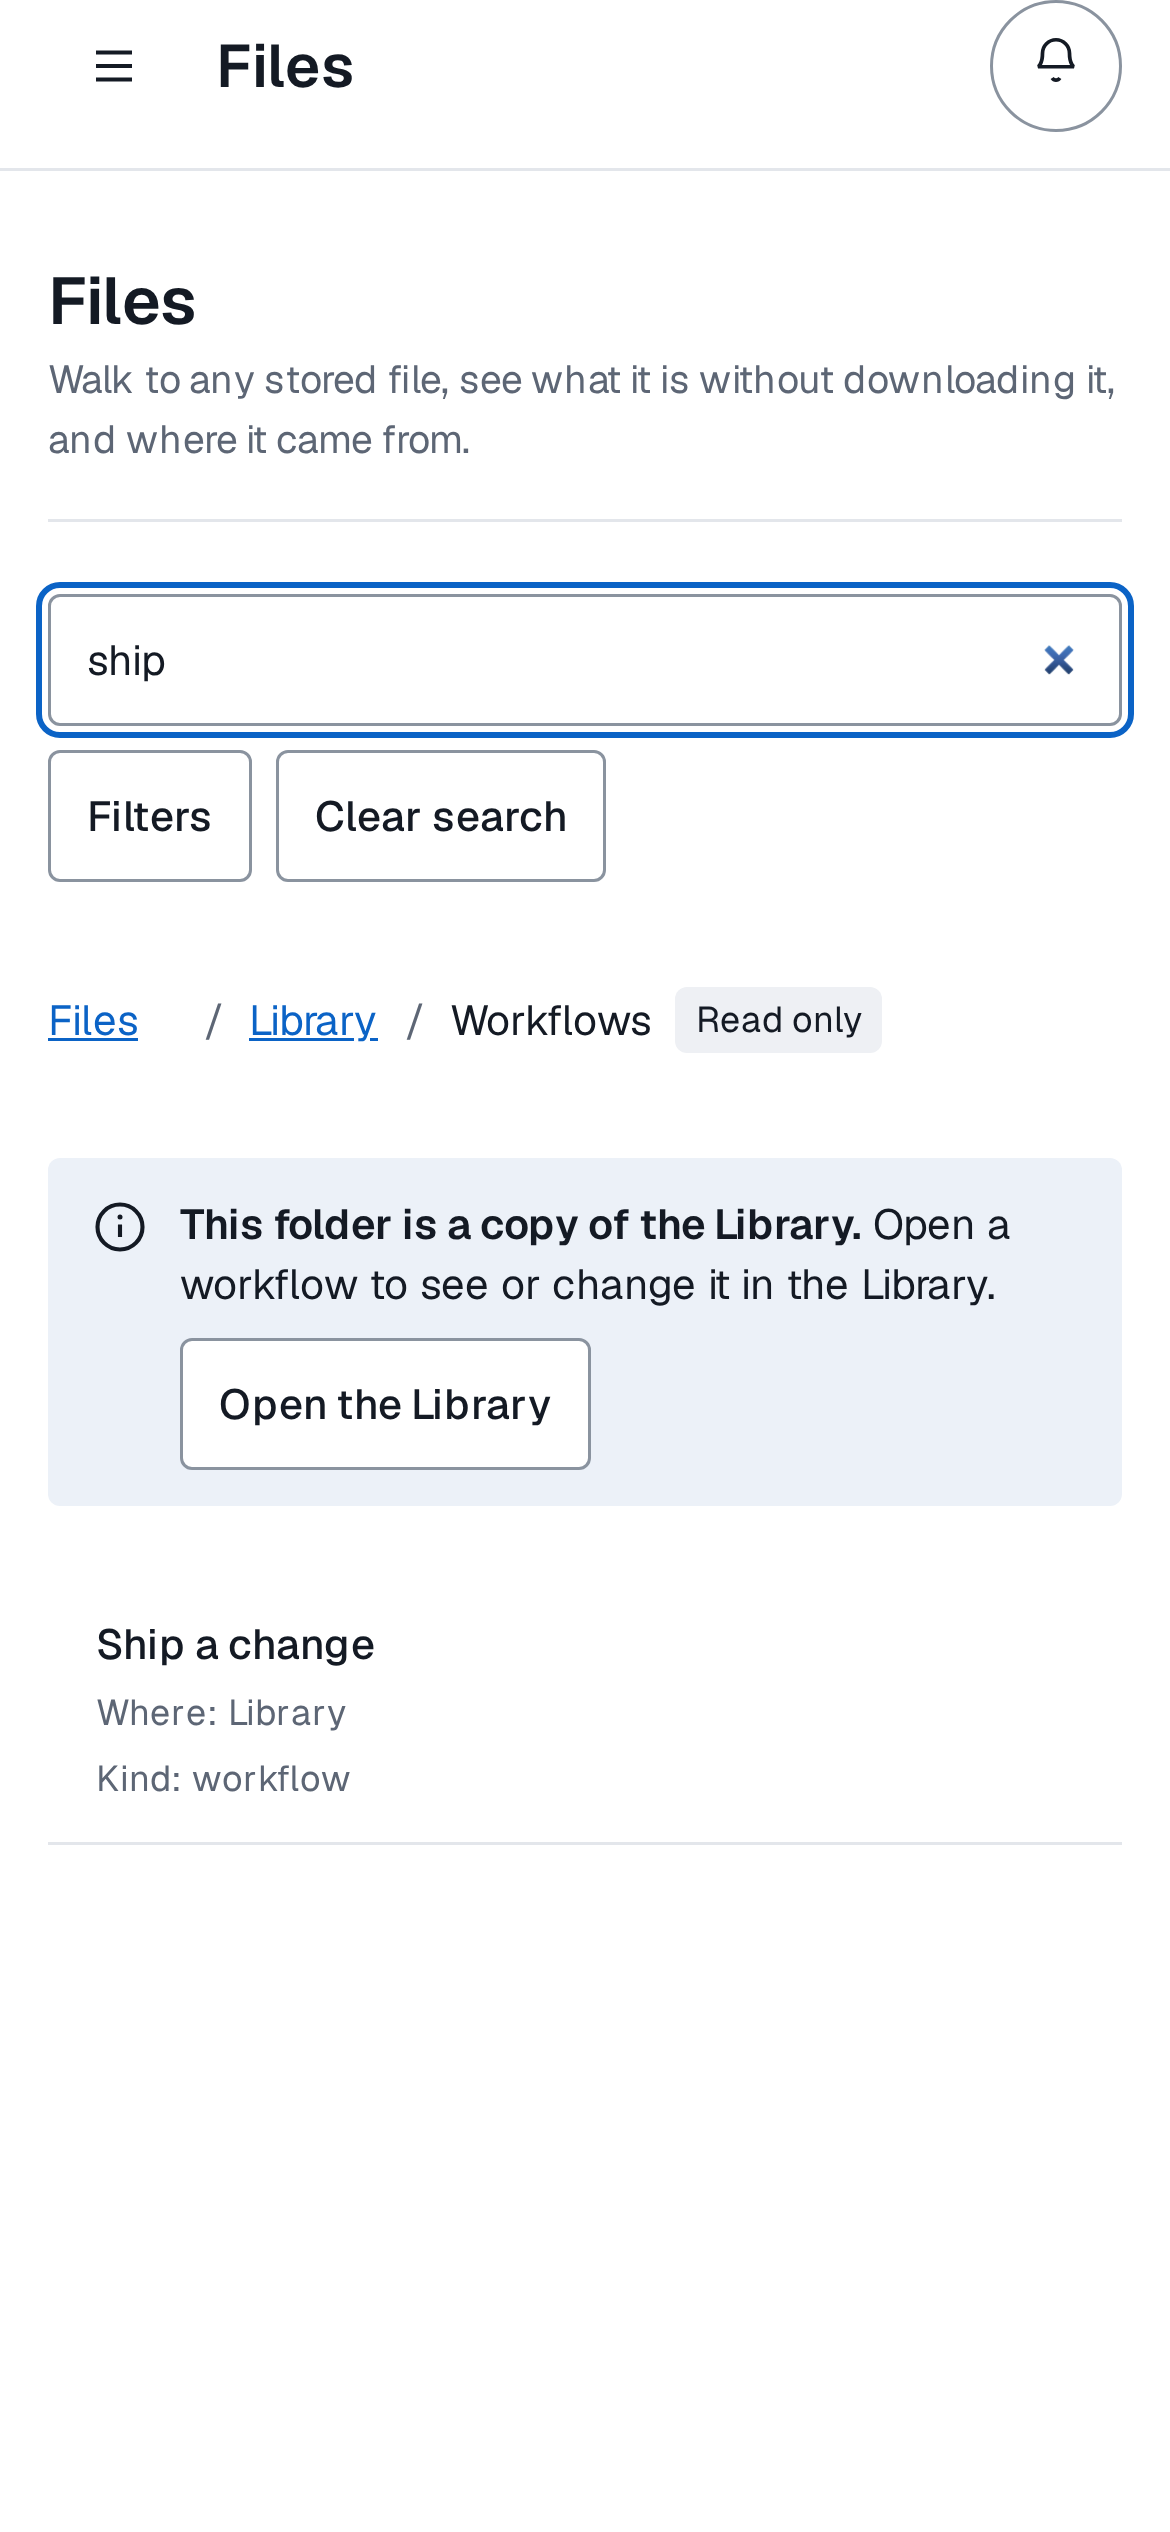 Files
Files
Walk to any stored file, see what it is without downloading it,
and where it came from.
ship
Filters
Clear search
Files / Library / Workflows Read only
This folder is a copy of the Library. Open a
workflow to see or change it in the Library.
Open the Library
Ship a change
Where: Library
Kind: workflow